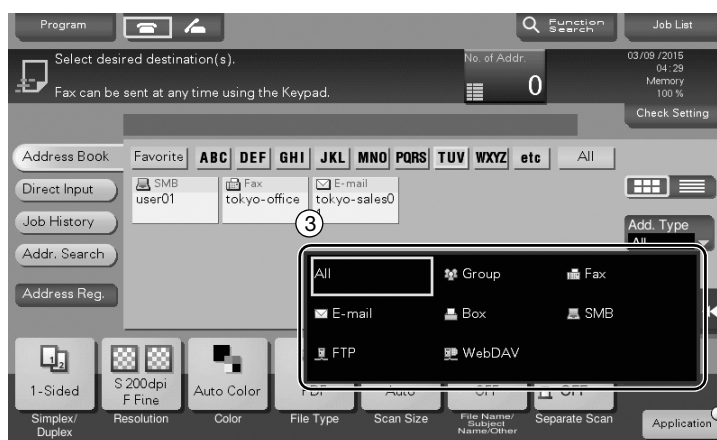 Program
Function
Search
Job List
Select desired destination(s).
Fax can be sent at any time using the Keypad.
No. of Addr.
0
03/09 /2015
04:29
Memory
100 %
Check Setting
Address Book
Favorite ABC DEF GHI JKL MNO PQRS TUV WXYZ etc All
Direct Input
SMB
user01
Fax
tokyo-office
E-mail
tokyo-sales0
Job History
3
Add. Type
All
Addr. Search
Address Reg.
All Group Fax
E-mail Box SMB
FTP WebDAV
1-Sided
S 200dpi
F Fine
Auto Color
PDF
Auto
OFF
OFF
Simplex/
Duplex
Resolution
Color
File Type
Scan Size
File Name/
Subject
Name/Other
Separate Scan
Application